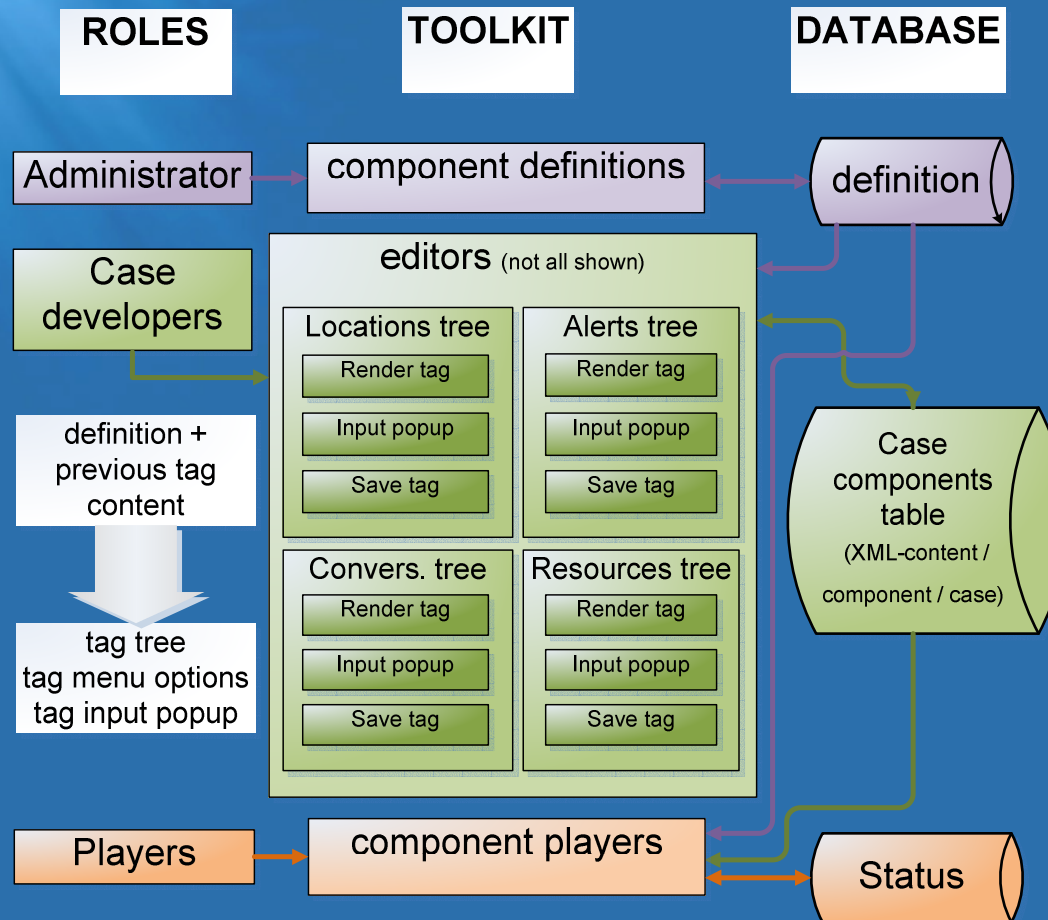 ROLES
TOOLKIT
DATABASE
Administrator
component definitions
definition
Case
developers
editors (not all shown)
Locations tree
Render tag
Input popup
Save tag
Alerts tree
Render tag
Input popup
Save tag
Convers. tree
Render tag
Input popup
Save tag
Resources tree
Render tag
Input popup
Save tag
Case
components
table
(XML-content /
component / case)
definition +
previous tag
content
tag tree
tag menu options
tag input popup
Players
component players
Status